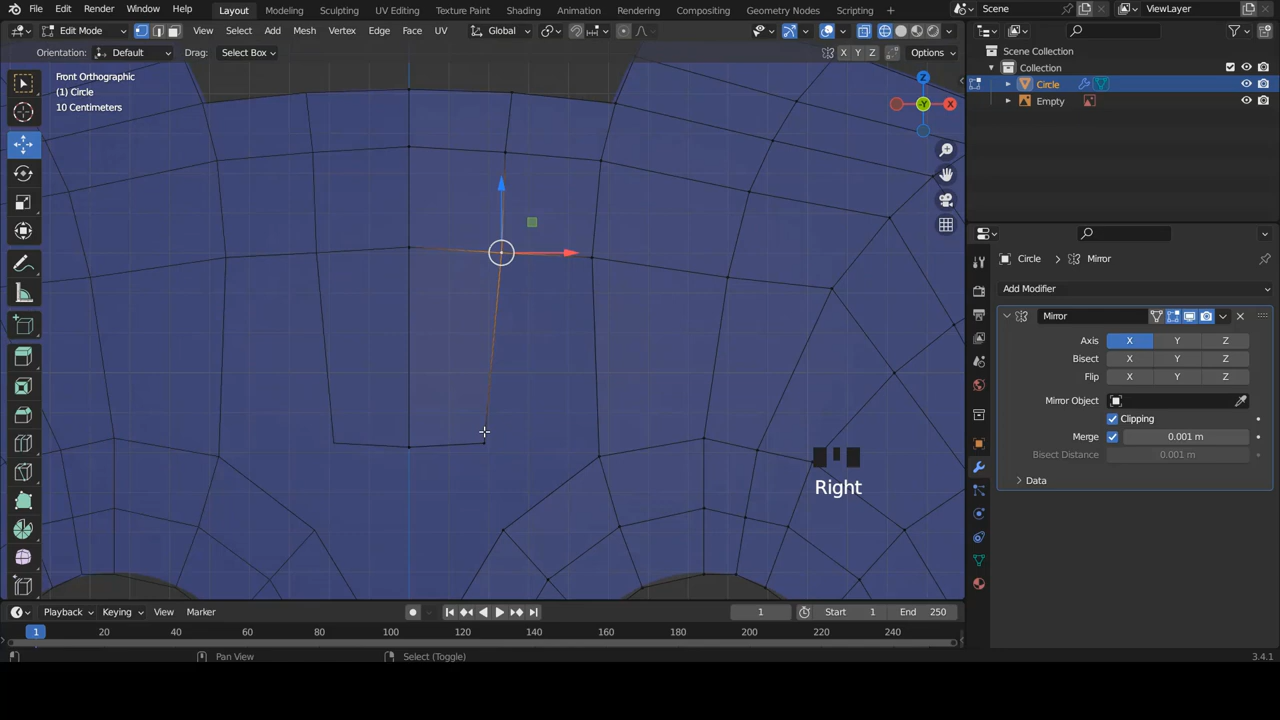 File Edit Render Window Help Layout Modeling Sculpting UV Editing Texture Paint Shading Animation Rendering Compositing Geometry Nodes Scripting Scene ViewLayer
Edit Mode View Select Add Mesh Vertex Edge Face UV Global
Orientation: Default Drag: Select Box X Y Z Options
Front Orthographic
(1) Circle
10 Centimeters
Z
-Y
X
Scene Collection
Collection
Circle
Empty
Circle > Mirror
Add Modifier
Mirror
Axis X Y Z
Bisect X Y Z
Flip X Y Z
Mirror Object
Clipping
Merge 0.001 m
Bisect Distance 0.001 m
Data
Right
Playback Keying View Marker 1 Start 1 End 250
1 20 40 60 80 100 120 140 160 180 200 220 240
Pan View Select (Toggle) 3.4.1